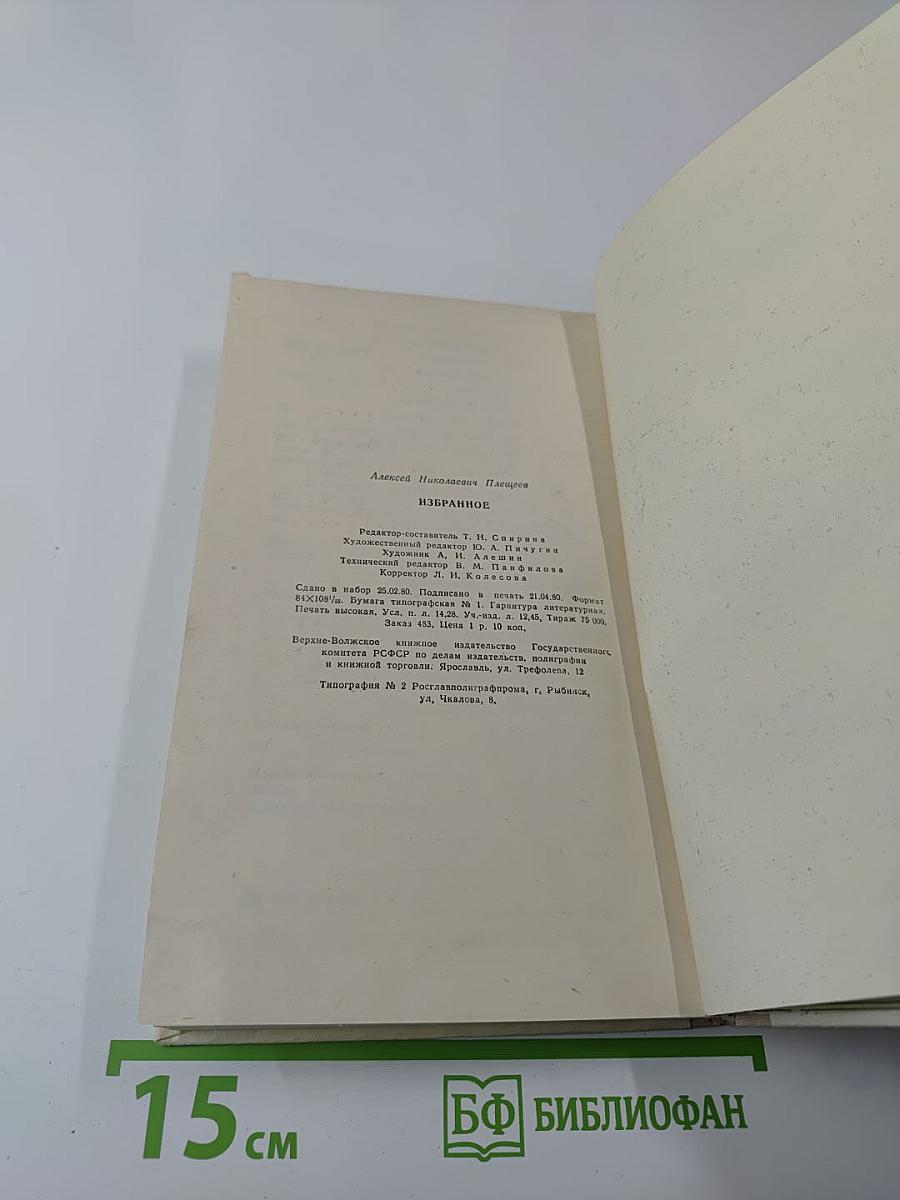 Алексей Николаевич Плещеев
ИЗБРАННОЕ
Редактор-составитель Т. Н. Спирина
Художественный редактор Ю. А. Пичугин
Художник А. И. Алешин
Технический редактор В. М. Панфилова
Корректор Л. И. Колесова
Сдано в набор 25.02.80. Подписано в печать 21.04.80. Формат
84×108¹/₃₂. Бумага типографская № 1. Гарнитура литературная.
Печать высокая. Усл. п. л. 14,28. Уч.-изд. л. 12,45. Тираж 75 000.
Заказ 483. Цена 1 р. 10 коп.
Верхне-Волжское книжное издательство Государственного
комитета РСФСР по делам издательств, полиграфии
и книжной торговли. Ярославль, ул. Трефолева, 12
Типография № 2 Росглавполиграфпрома, г. Рыбинск,
ул. Чкалова, 8.
15 см
БФ БИБЛИОФАН